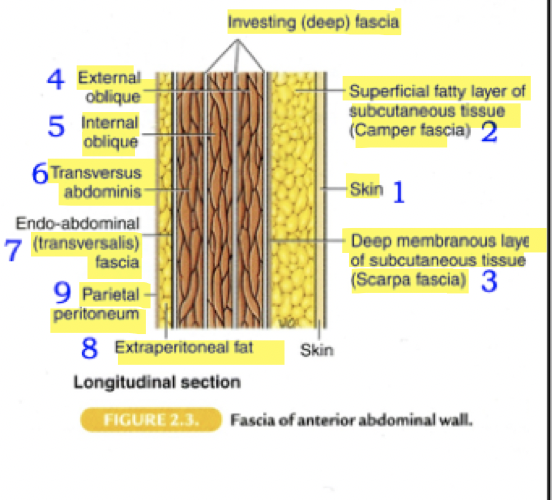 Investing (deep) fascia
4 External
oblique
5 Internal
oblique
6 Transversus
abdominis
Endo-abdominal
7 (transversalis)
fascia
9 Parietal
peritoneum
8 Extraperitoneal fat
Superficial fatty layer of
subcutaneous tissue
(Camper fascia) 2
Skin 1
Deep membranous laye
of subcutaneous tissue
(Scarpa fascia) 3
Skin
Longitudinal section
FIGURE 2.3. Fascia of anterior abdominal wall.